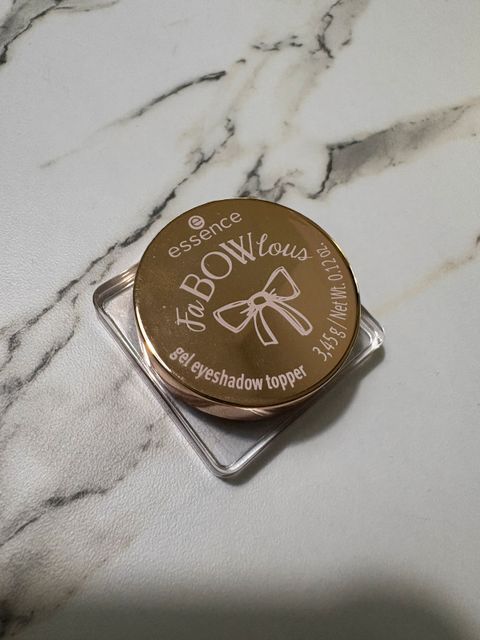 essence
FaBOWlous
gel eyeshadow topper
3,45g / Net Wt. 0.12 oz.